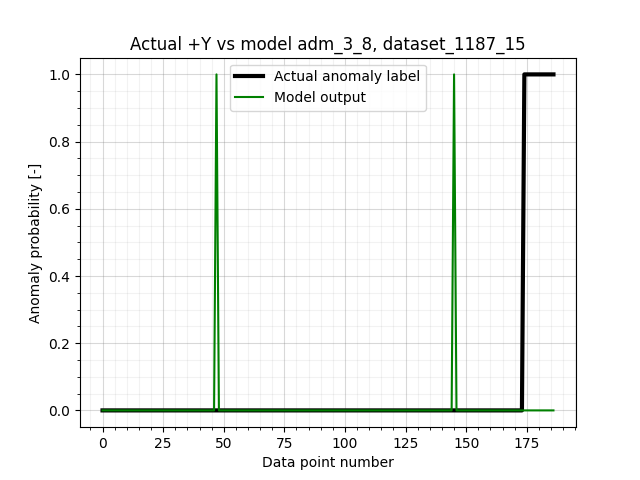 Actual +Y vs model adm_3_8, dataset_1187_15
Actual anomaly label
Model output
Anomaly probability [-]
1.0
0.8
0.6
0.4
0.2
0.0
0 25 50 75 100 125 150 175
Data point number